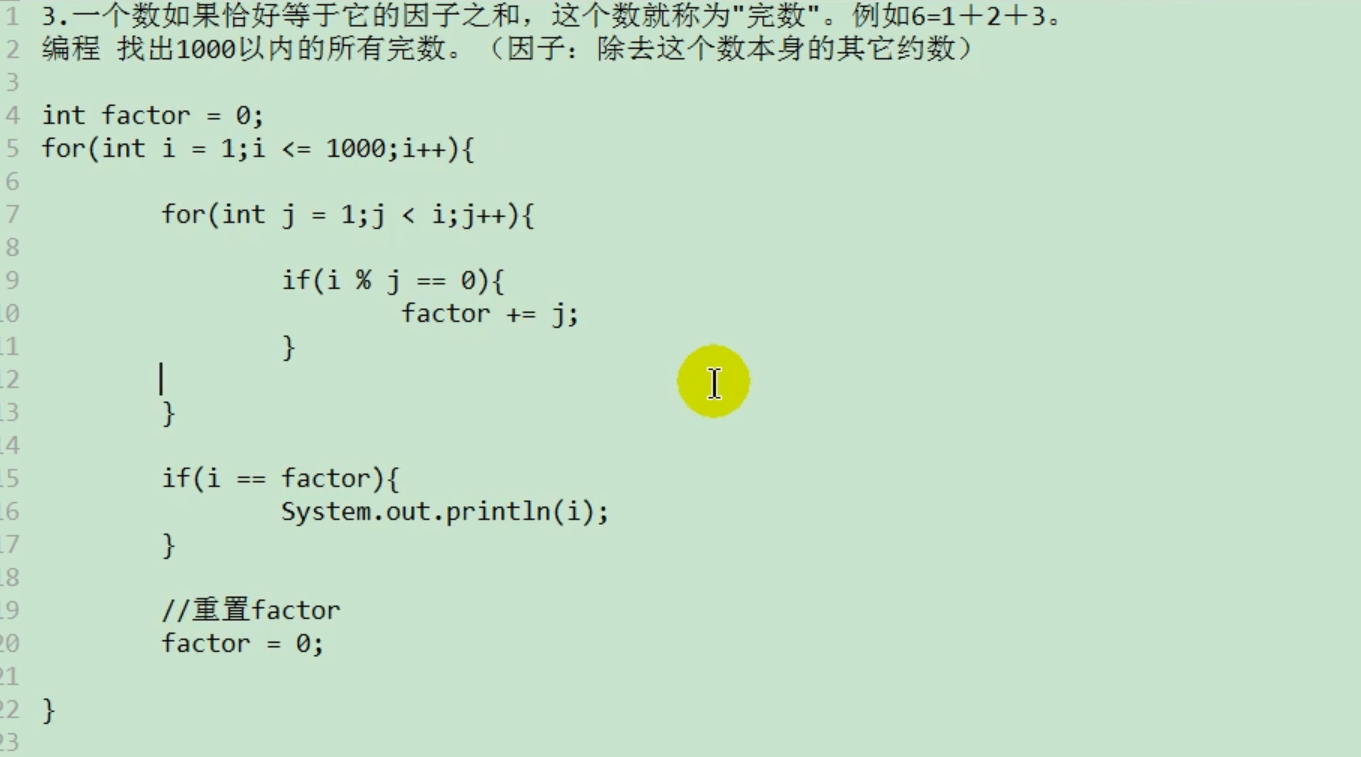 1 3.一个数如果恰好等于它的因子之和，这个数就称为"完数"。例如6=1＋2＋3。
2 编程 找出1000以内的所有完数。（因子：除去这个数本身的其它约数）
3
4 int factor = 0;
5 for(int i = 1;i <= 1000;i++){
6
7 for(int j = 1;j < i;j++){
8
9 if(i % j == 0){
10 factor += j;
11 }
12
13 }
14
15 if(i == factor){
16 System.out.println(i);
17 }
18
19 //重置factor
20 factor = 0;
21
22 }
23